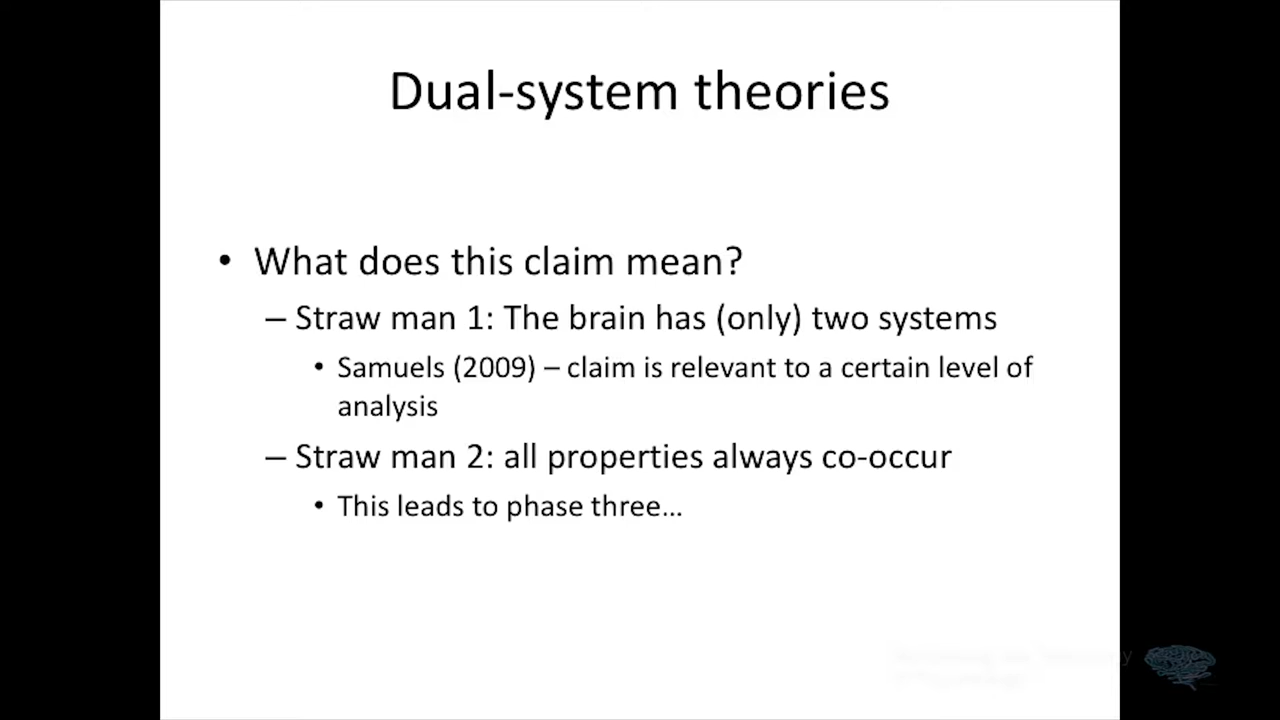 Dual-system theories
• What does this claim mean?
– Straw man 1: The brain has (only) two systems
• Samuels (2009) – claim is relevant to a certain level of
analysis
– Straw man 2: all properties always co-occur
• This leads to phase three…